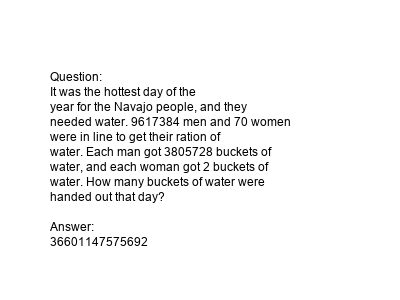 Question:
It was the hottest day of the
year for the Navajo people, and they
needed water. 9617384 men and 70 women
were in line to get their ration of
water. Each man got 3805728 buckets of
water, and each woman got 2 buckets of
water. How many buckets of water were
handed out that day?

Answer:
36601147575692